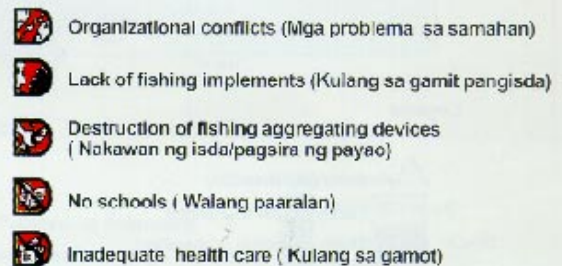 Organizational conflicts (Mga problema sa samahan)
Lack of fishing implements (Kulang sa gamit pangisda)
Destruction of fishing aggregating devices
( Nakawan ng isda/pagsira ng payao)
No schools ( Walang paaralan)
Inadequate health care ( Kulang sa gamot)